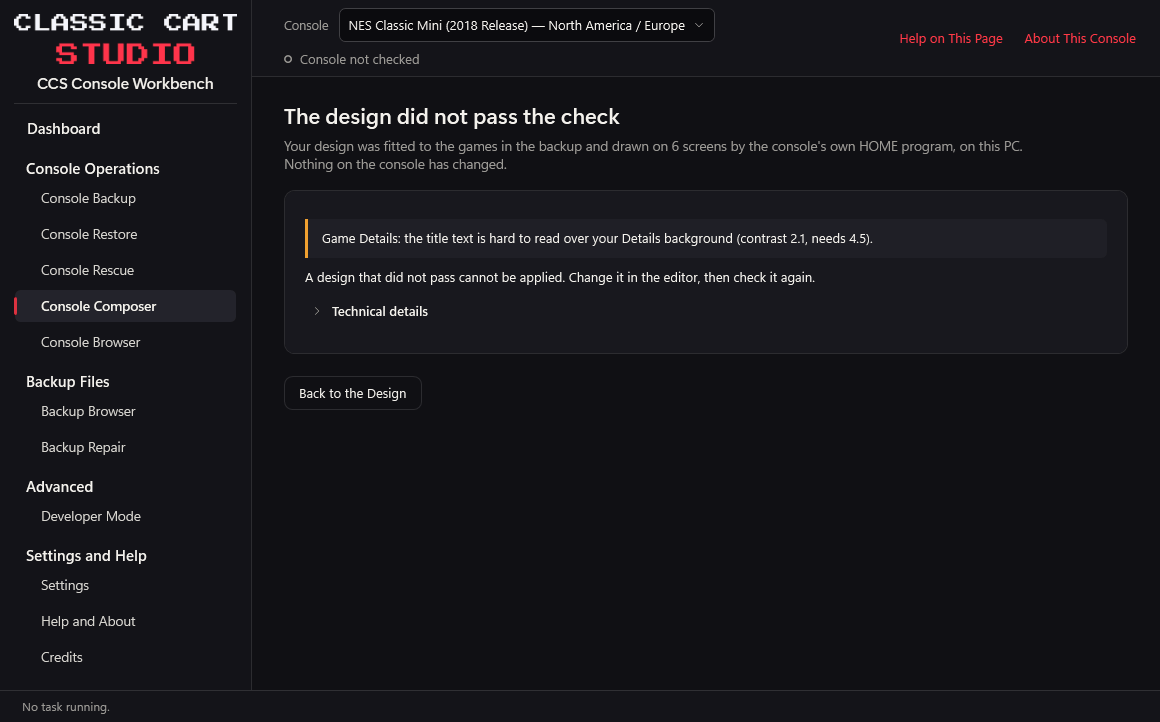 CLASSIC CART
STUDIO
CCS Console Workbench
Dashboard
Console Operations
Console Backup
Console Restore
Console Rescue
Console Composer
Console Browser
Backup Files
Backup Browser
Backup Repair
Advanced
Developer Mode
Settings and Help
Settings
Help and About
Credits
Console
NES Classic Mini (2018 Release) — North America / Europe
Console not checked
Help on This Page
About This Console
The design did not pass the check
Your design was fitted to the games in the backup and drawn on 6 screens by the console's own HOME program, on this PC.
Nothing on the console has changed.
Game Details: the title text is hard to read over your Details background (contrast 2.1, needs 4.5).
A design that did not pass cannot be applied. Change it in the editor, then check it again.
Technical details
Back to the Design
No task running.